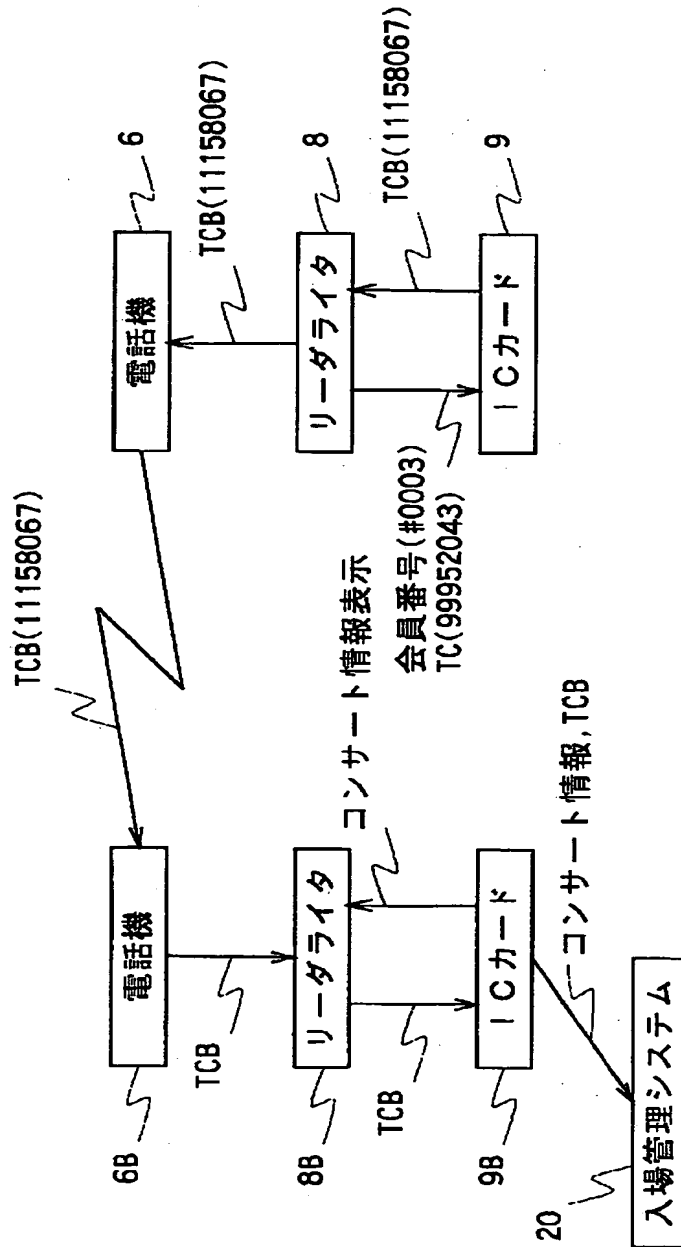 TCB(11158067)
電話機
6B
TCB
リーダライタ
8B
コンサート情報表示
TCB
ICカード
9B
コンサート情報,TCB
20
入場管理システム
電話機
6
TCB(11158067)
リーダライタ
8
TCB(11158067)
会員番号(#0003)
TC(99952043)
ICカード
9